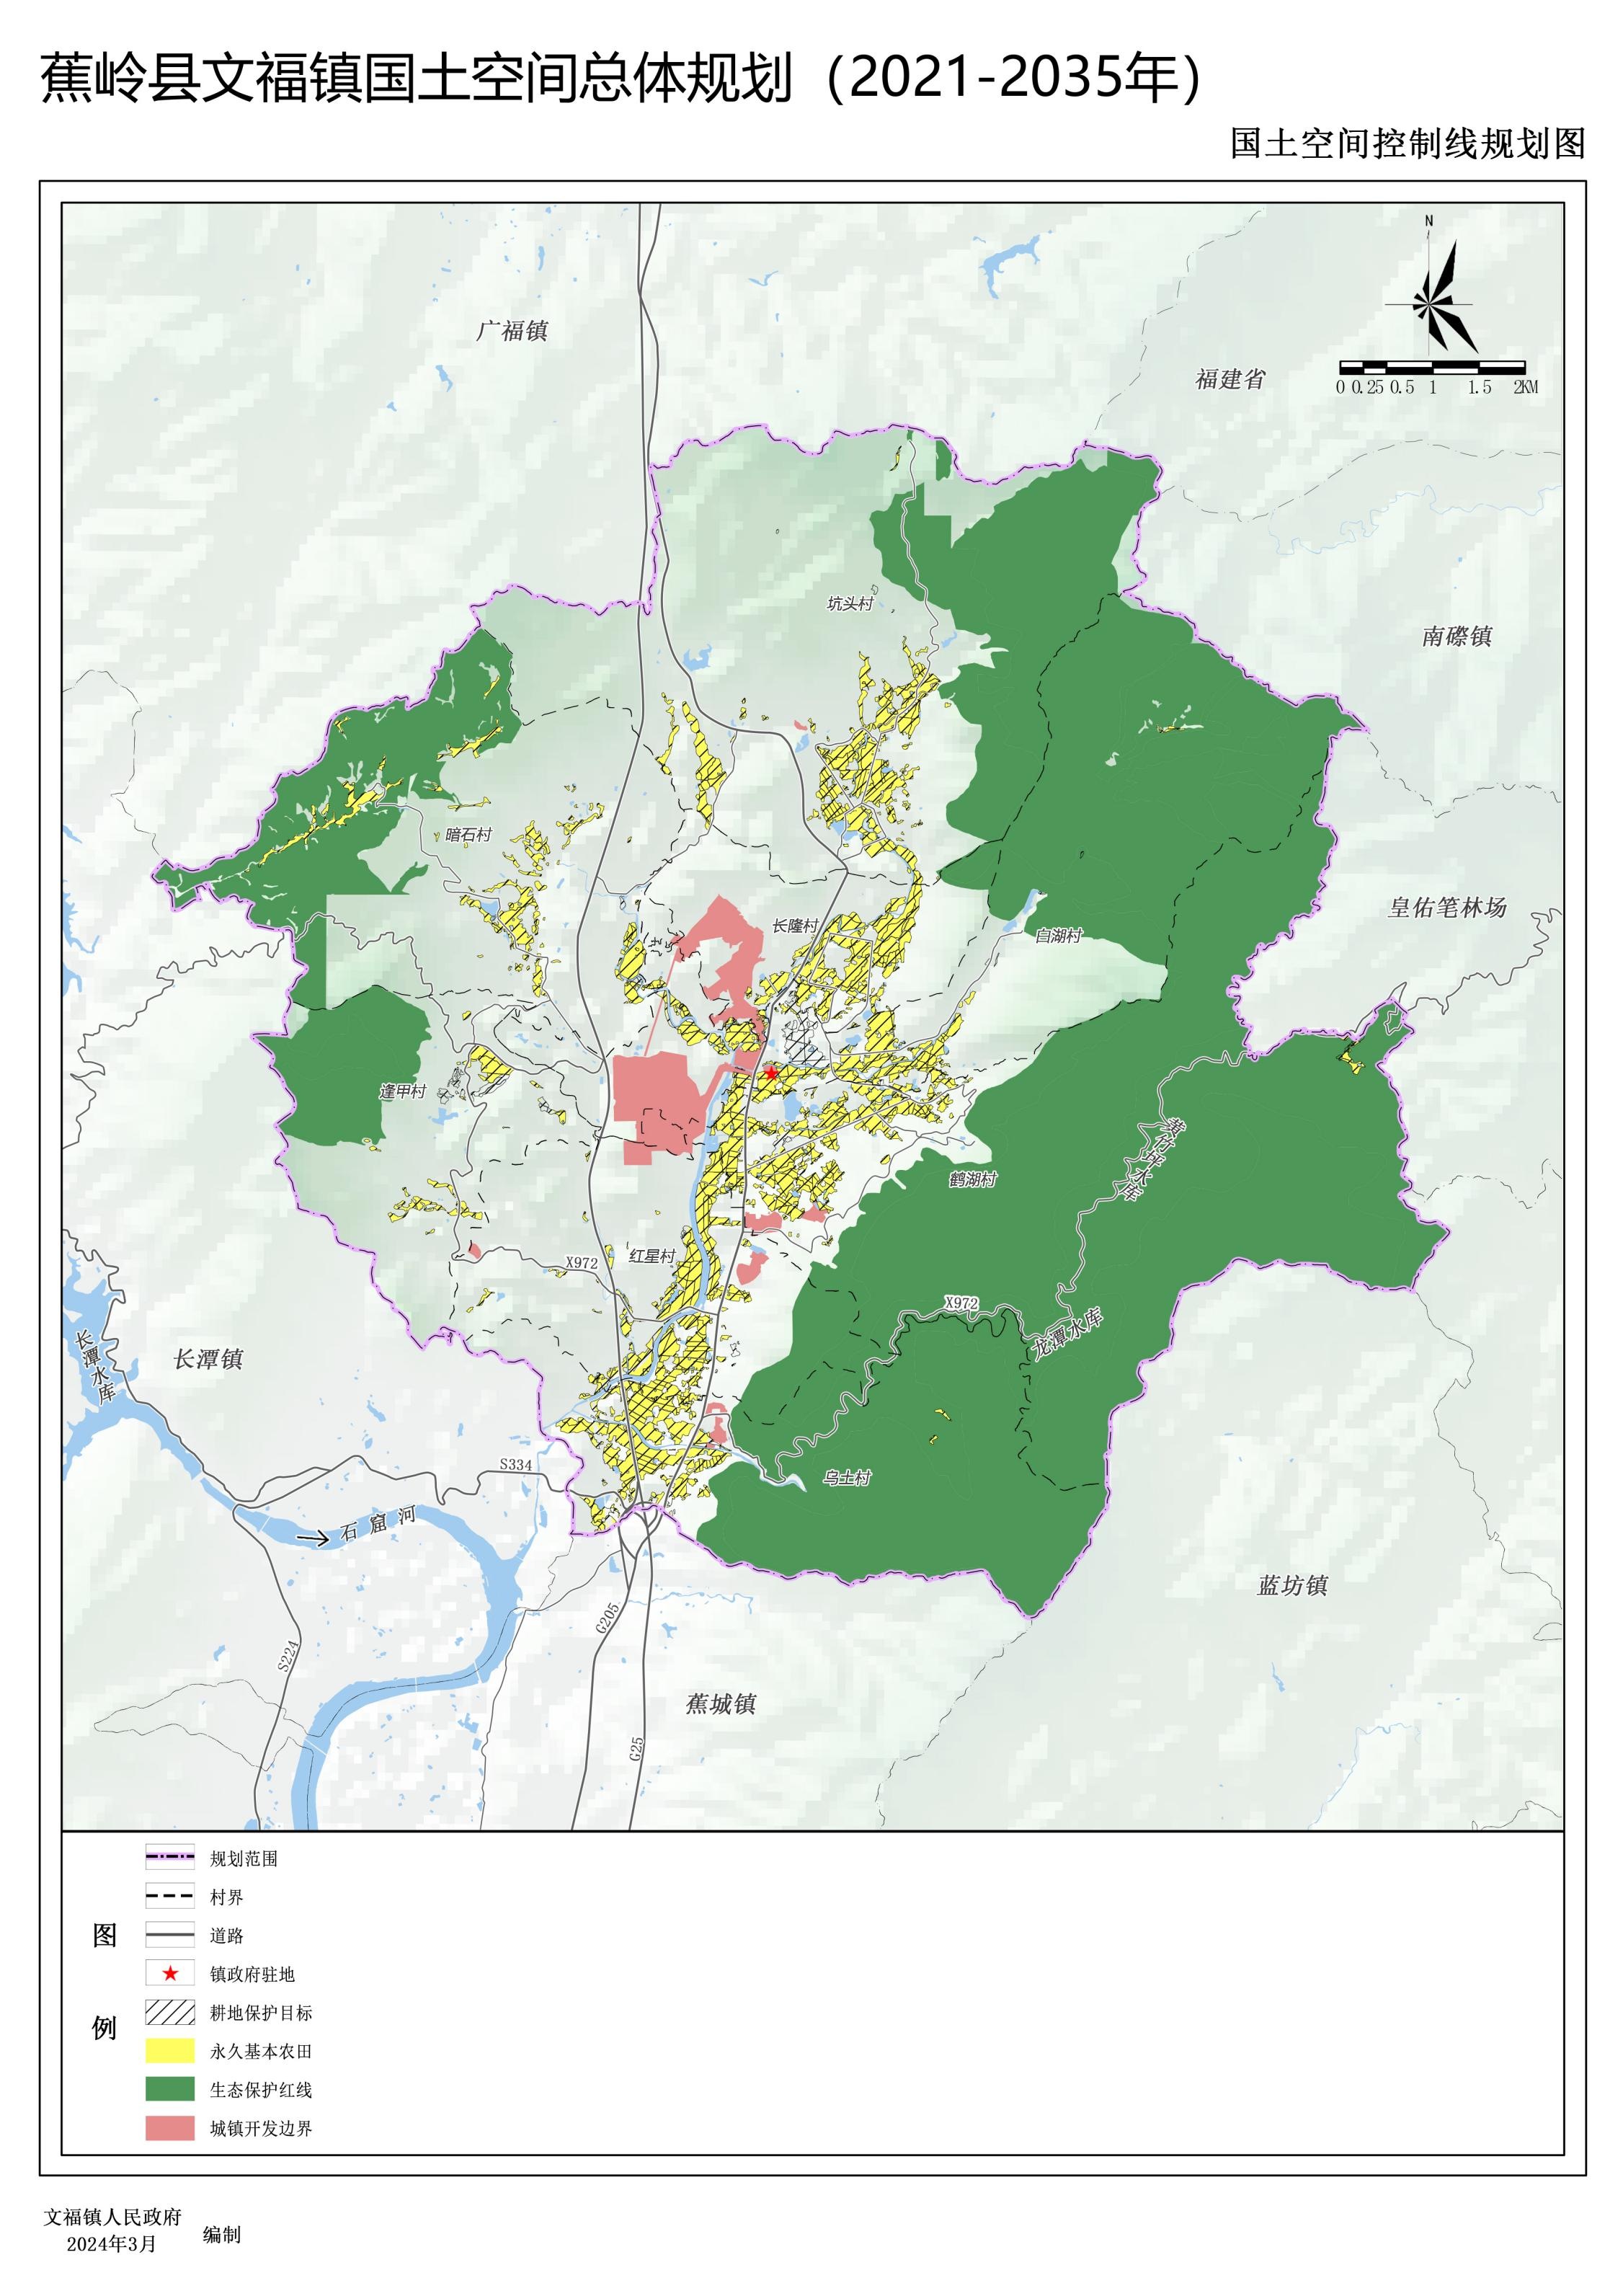 蕉岭县文福镇国土空间总体规划（2021-2035年）
国土空间控制线规划图
N
0 0.25 0.5 1 1.5 2KM
广福镇
福建省
南磜镇
坑头村
暗石村
皇佑笔林场
长隆村
白湖村
逢甲村
黄竹坪水库
鹤湖村
红星村
X972
X972
龙潭水库
长潭水库
长潭镇
S334
乌土村
石窟河
蓝坊镇
G205
S224
蕉城镇
G25
图例
规划范围
村界
道路
镇政府驻地
耕地保护目标
永久基本农田
生态保护红线
城镇开发边界
文福镇人民政府
2024年3月
编制